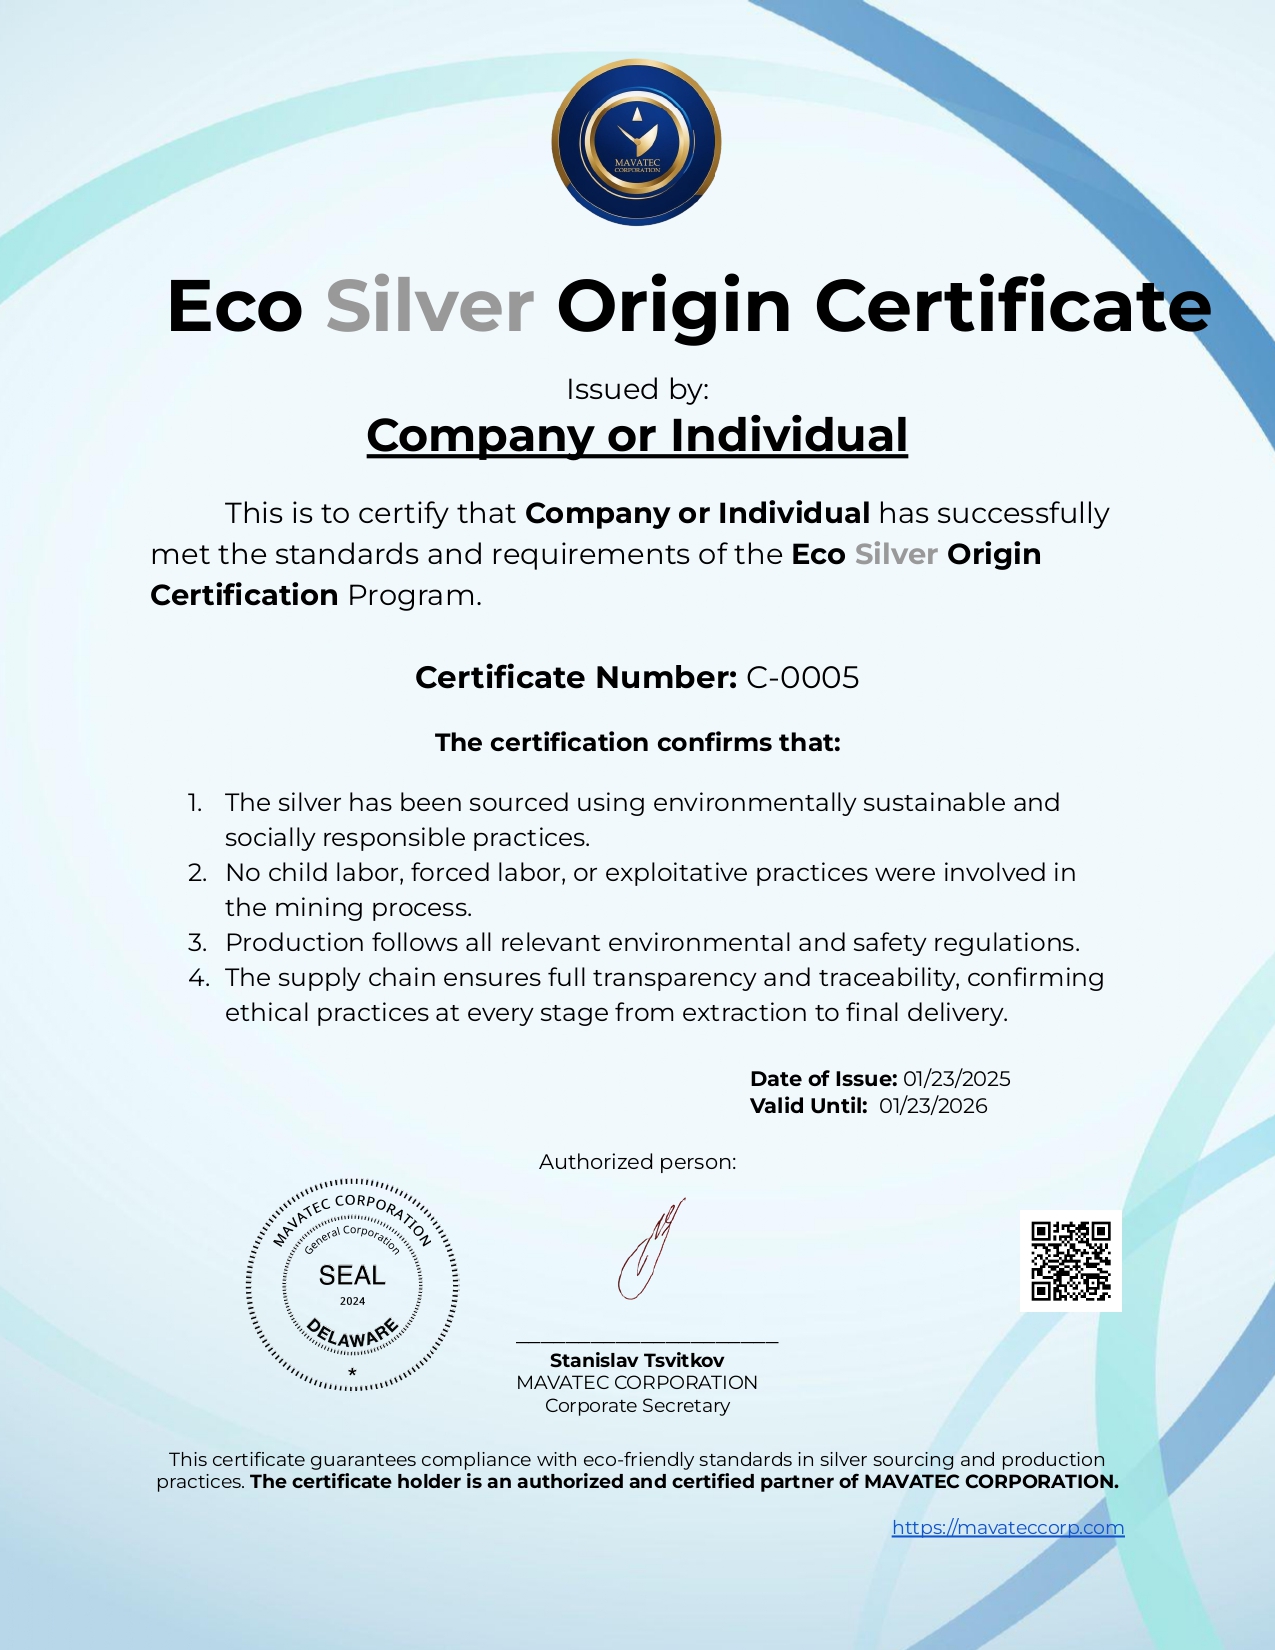 MAVATEC
CORPORATION
Eco Silver Origin Certificate
Issued by:
Company or Individual
This is to certify that Company or Individual has successfully
met the standards and requirements of the Eco Silver Origin
Certification Program.
Certificate Number: C-0005
The certification confirms that:
1. The silver has been sourced using environmentally sustainable and
socially responsible practices.
2. No child labor, forced labor, or exploitative practices were involved in
the mining process.
3. Production follows all relevant environmental and safety regulations.
4. The supply chain ensures full transparency and traceability, confirming
ethical practices at every stage from extraction to final delivery.
Date of Issue: 01/23/2025
Valid Until: 01/23/2026
Authorized person:
MAVATEC CORPORATION
General Corporation
SEAL
2024
DELAWARE
*
Stanislav Tsvitkov
MAVATEC CORPORATION
Corporate Secretary
This certificate guarantees compliance with eco-friendly standards in silver sourcing and production
practices. The certificate holder is an authorized and certified partner of MAVATEC CORPORATION.
https://mavateccorp.com